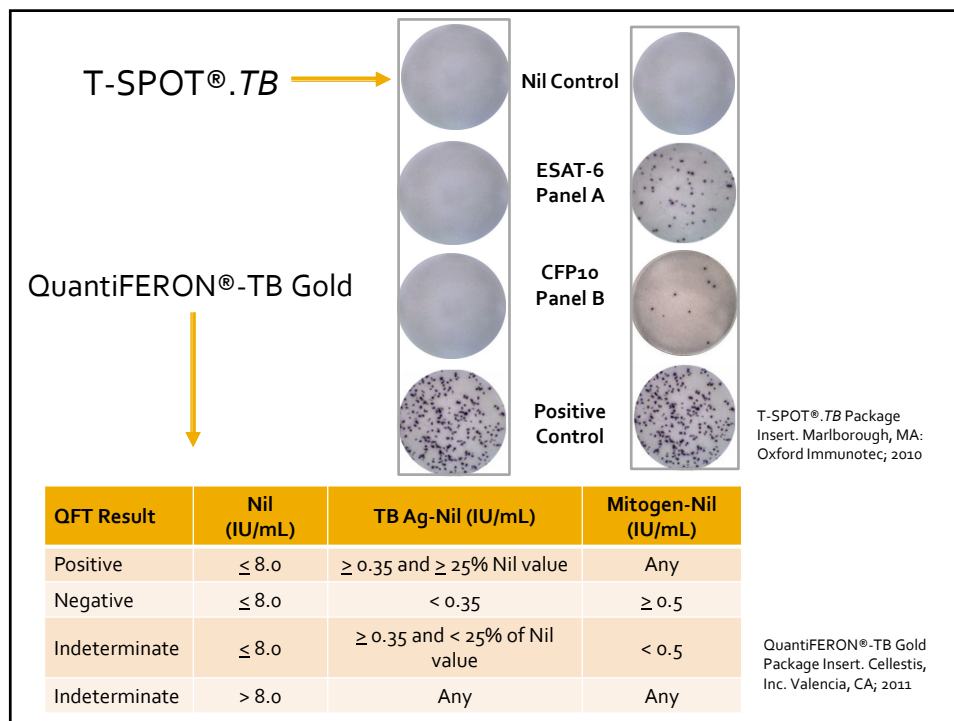 T-SPOT®.TB
Nil Control
ESAT-6
Panel A
QuantiFERON®-TB Gold
CFP10
Panel B
Positive
Control
T-SPOT®.TB Package
Insert. Marlborough, MA:
Oxford Immunotec; 2010
QFT Result
Nil
(IU/mL)
TB Ag-Nil (IU/mL)
Mitogen-Nil
(IU/mL)
Positive
≤ 8.0
≥ 0.35 and ≥ 25% Nil value
Any
Negative
≤ 8.0
< 0.35
≥ 0.5
Indeterminate
≤ 8.0
≥ 0.35 and < 25% of Nil
value
< 0.5
Indeterminate
> 8.0
Any
Any
QuantiFERON®-TB Gold
Package Insert. Cellestis,
Inc. Valencia, CA; 2011